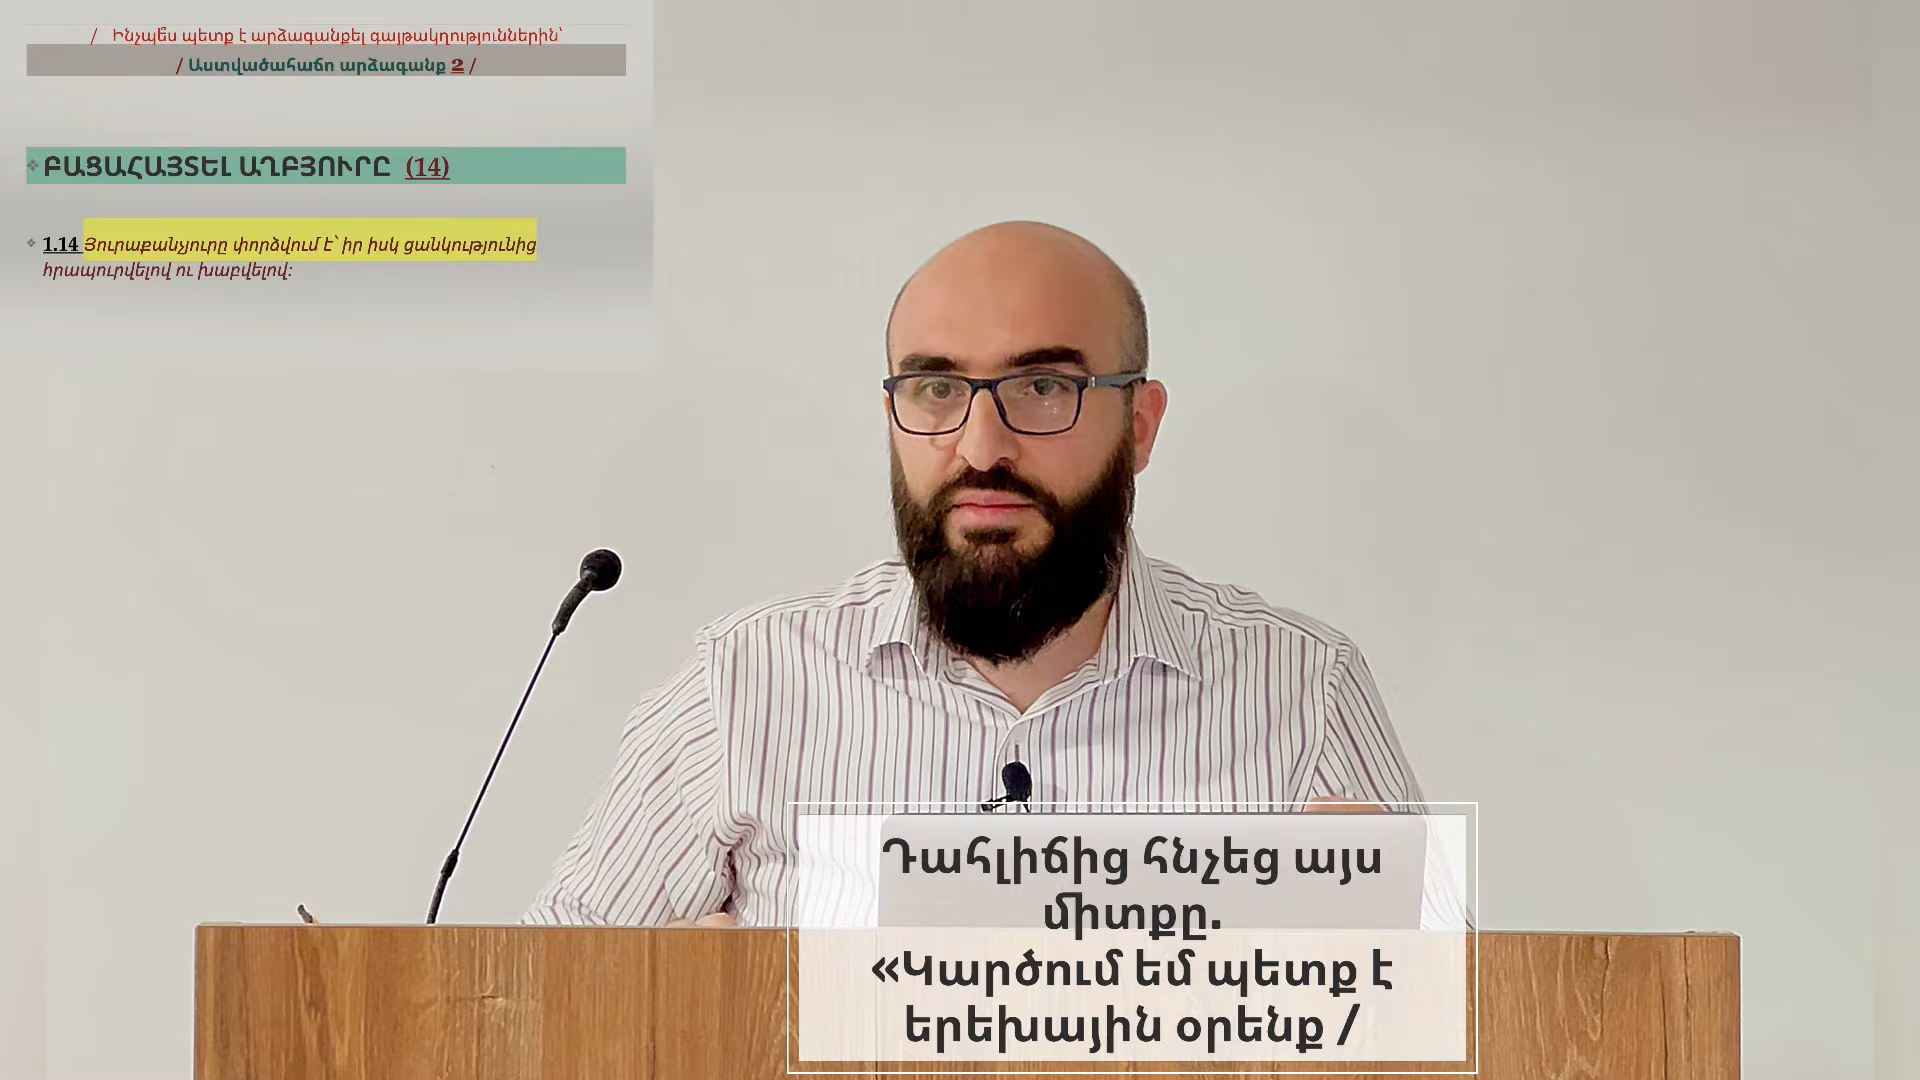 / Ինչպե՞ս պետք է արձագանքել գայթակղություններին՝
/ Աստվածահաճո արձագանք 2 /
ԲԱՑԱՀԱՅՏԵԼ ԱՂԲՅՈՒՐԸ (14)
1.14 Յուրաքանչյուրը փորձվում է՝ իր իսկ ցանկությունից
հրապուրվելով ու խաբվելով:
Դահլիճից հնչեց այս
միտքը.
«Կարծում եմ պետք է
երեխային օրենք /